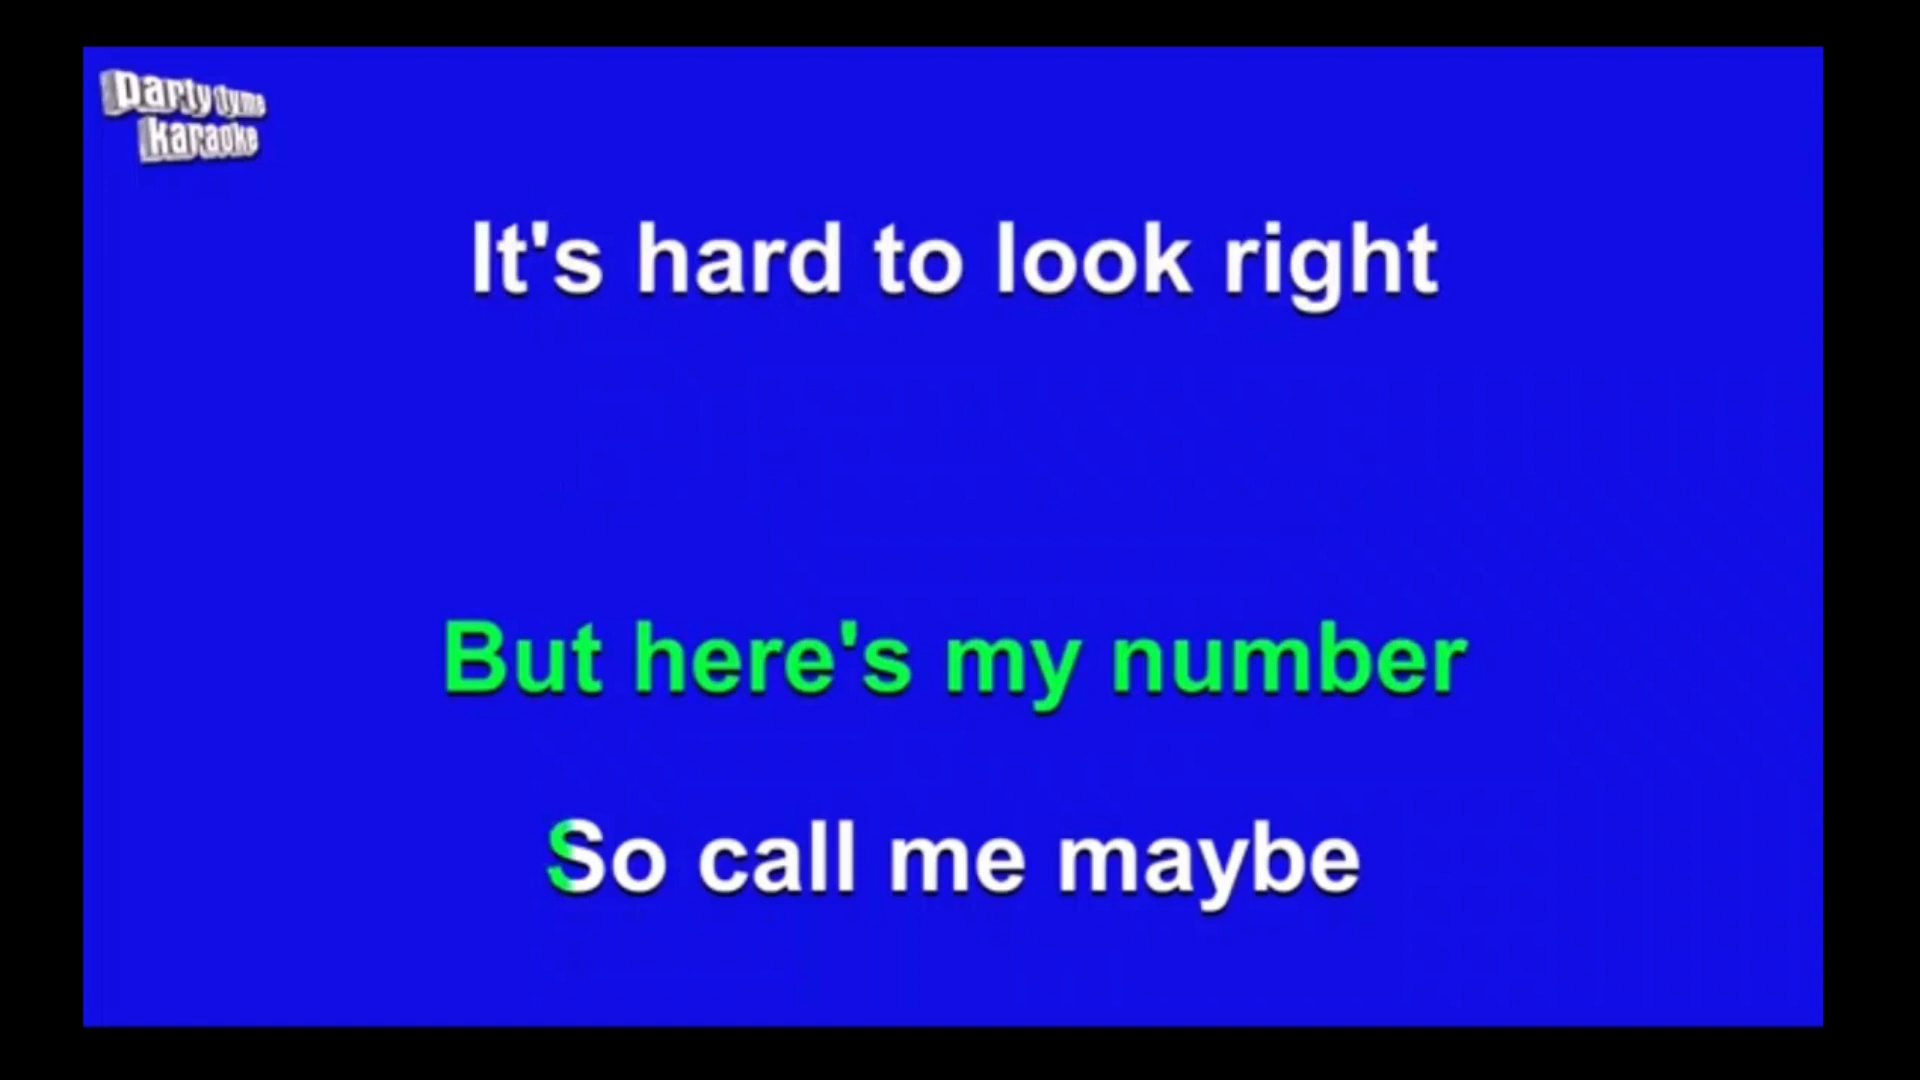 party tyme
karaoke
It's hard to look right
But here's my number
So call me maybe